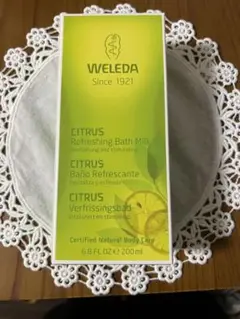 WELEDA
Since 1921
CITRUS
Refreshing Bath Milk
CITRUS
Baño Refrescante
CITRUS
Verfrissingsbad
Certified Natural Body Care
6.8 FL OZ e 200ml